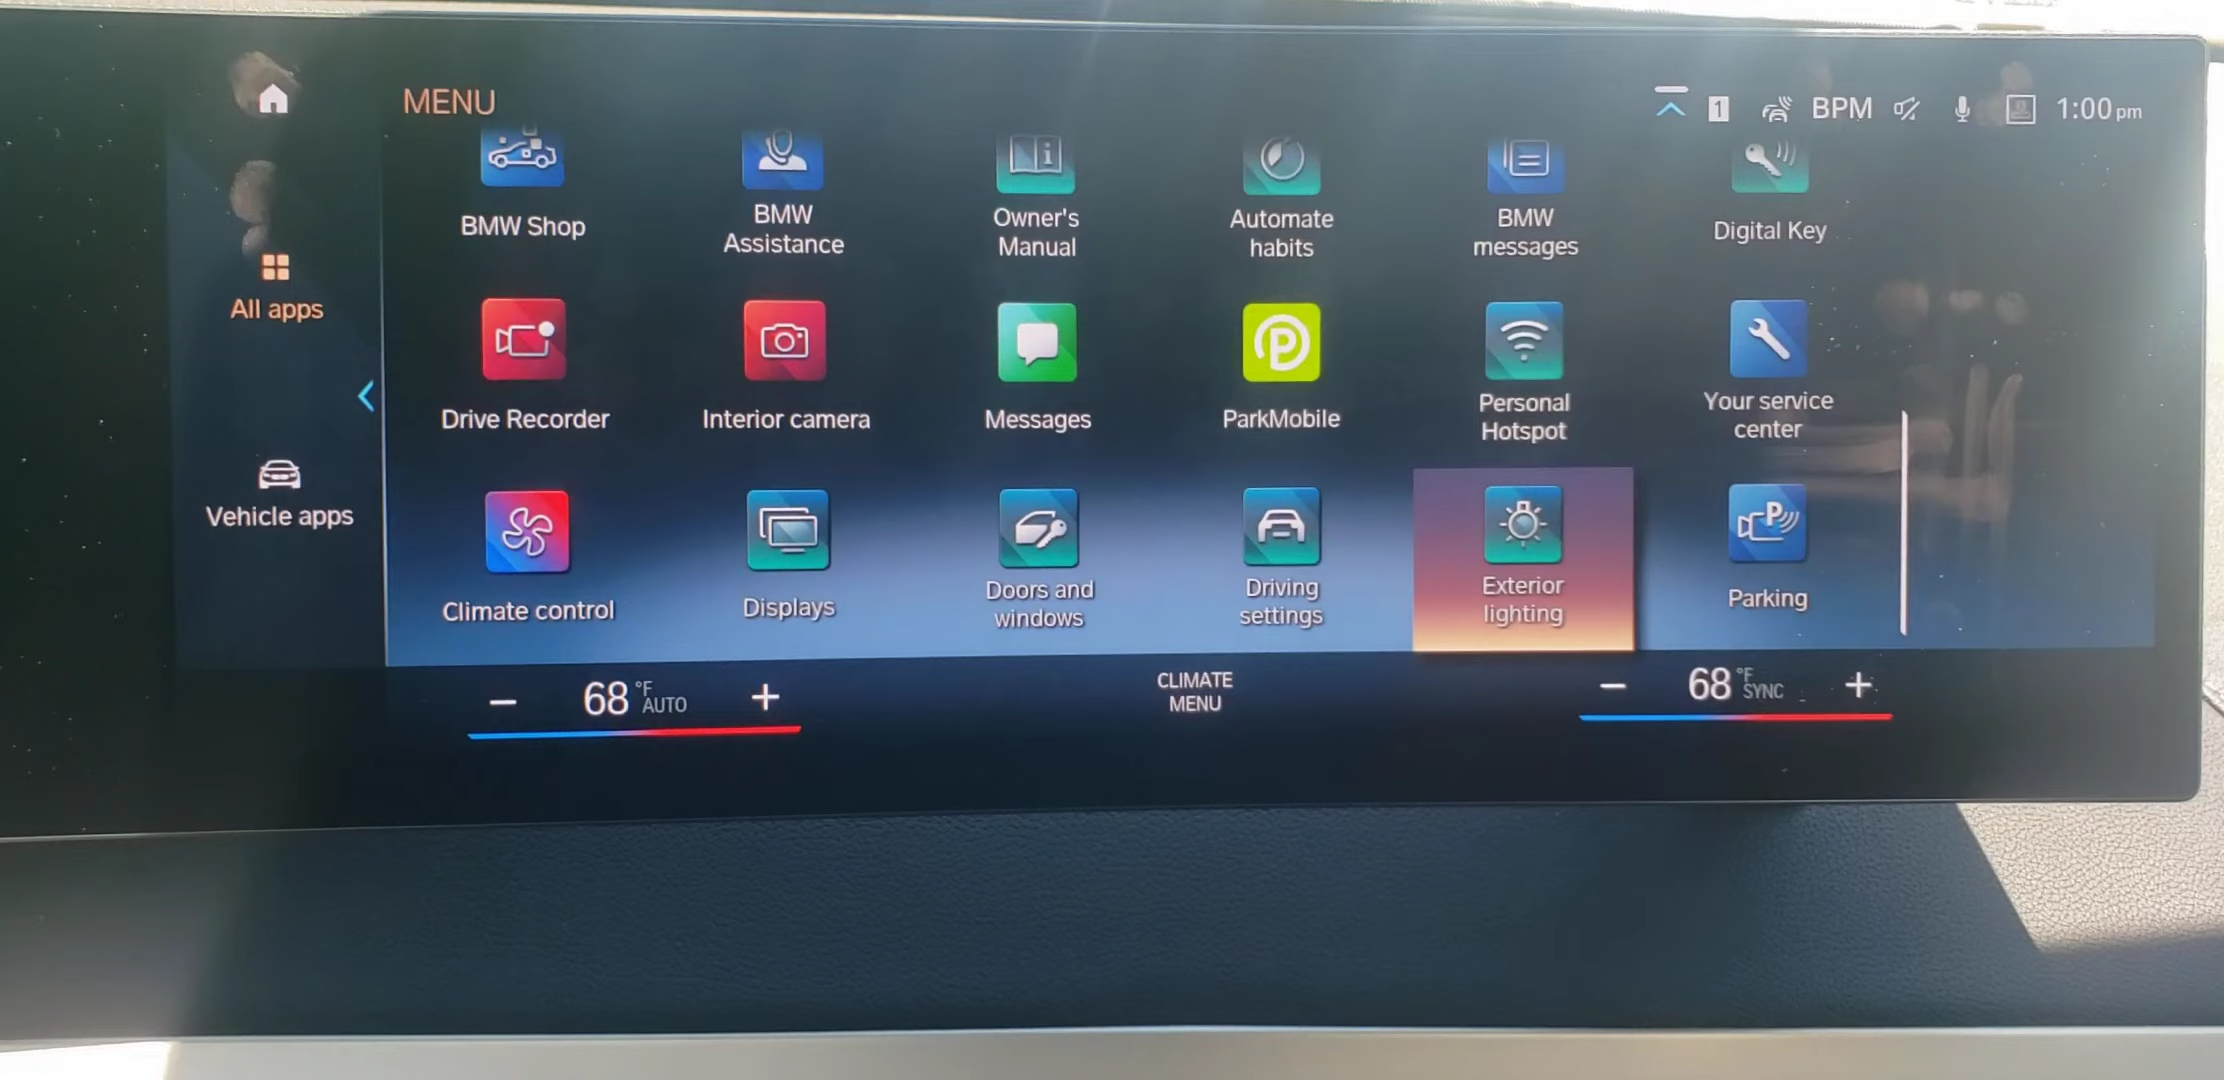 MENU
1 BPM 1:00 pm
BMW Shop
BMW
Assistance
Owner's
Manual
Automate
habits
BMW
messages
Digital Key
All apps
Drive Recorder
Interior camera
Messages
P
ParkMobile
Personal
Hotspot
Your service
center
Vehicle apps
Climate control
Displays
Doors and
windows
Driving
settings
Exterior
lighting
P
Parking
− 68 °F AUTO +
CLIMATE
MENU
− 68 °F SYNC +